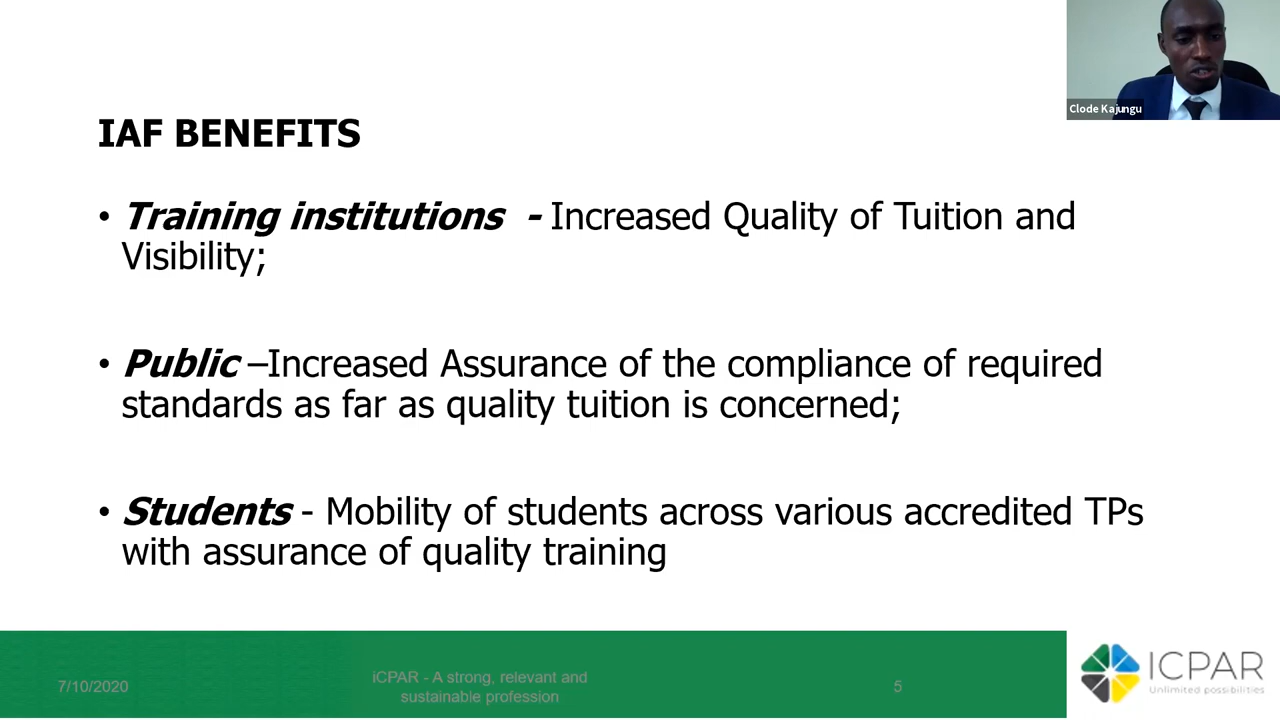 Clode Kajungu
IAF BENEFITS
• Training institutions - Increased Quality of Tuition and
Visibility;
• Public –Increased Assurance of the compliance of required
standards as far as quality tuition is concerned;
• Students - Mobility of students across various accredited TPs
with assurance of quality training
7/10/2020
iCPAR - A strong, relevant and
sustainable profession
5
ICPAR
Unlimited possibilities